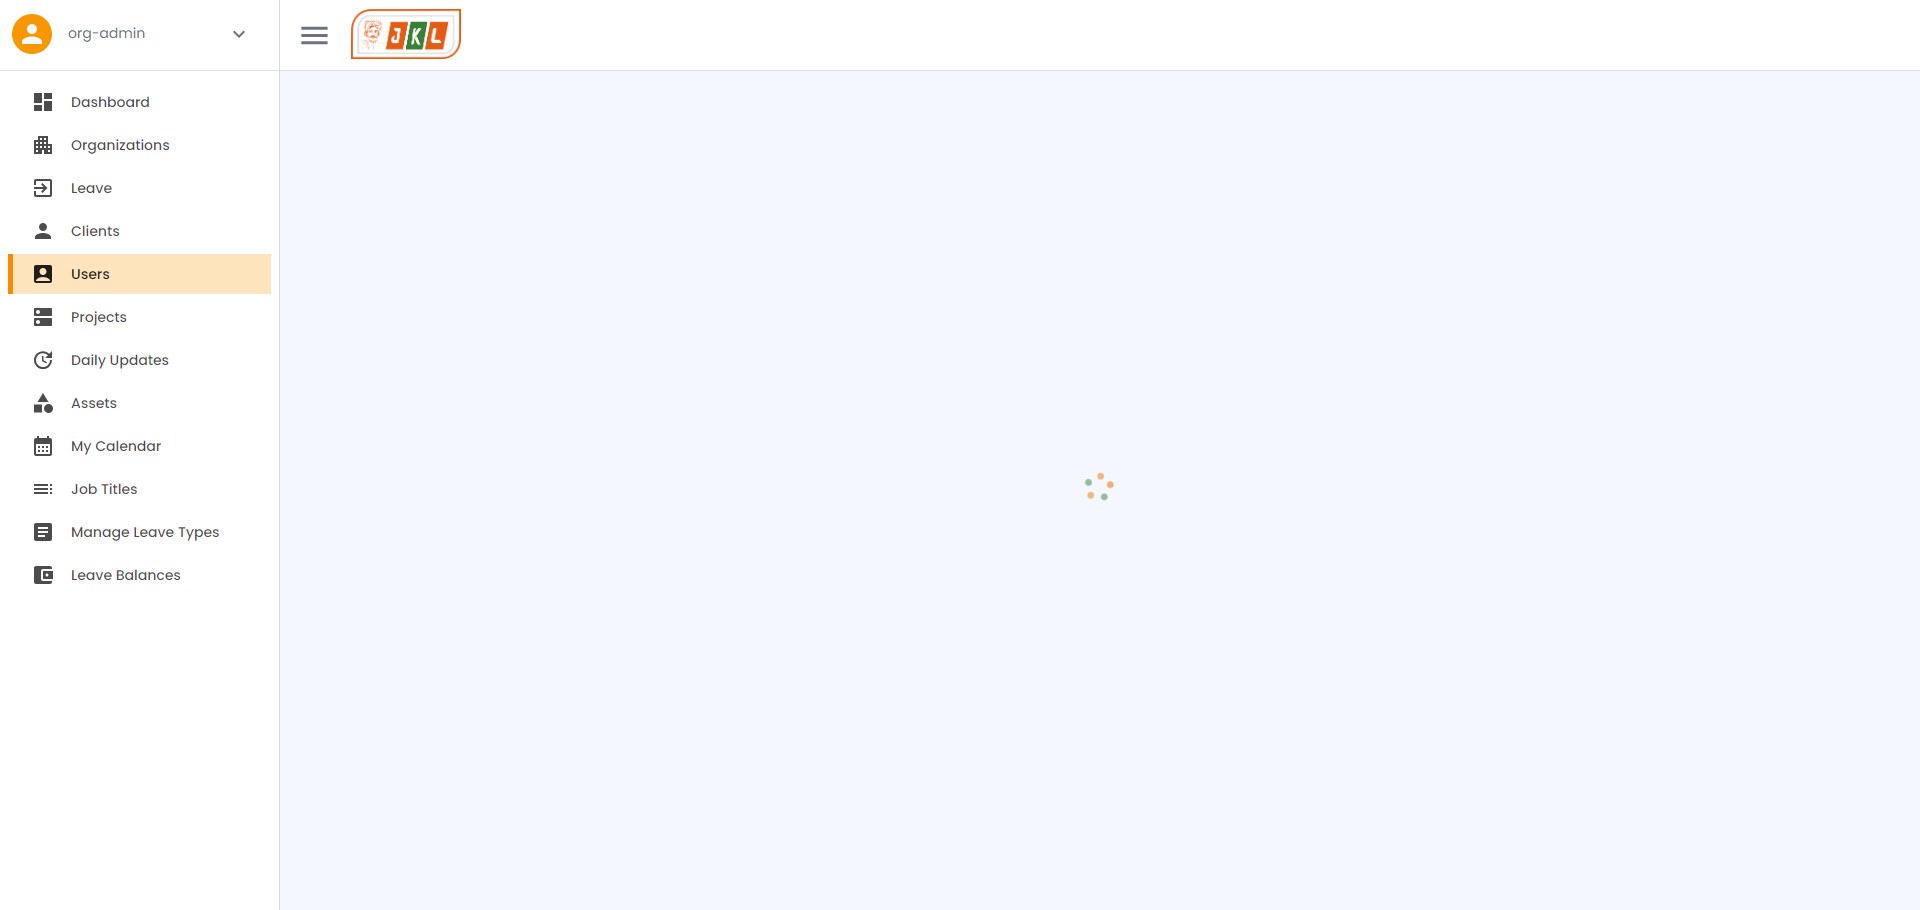 org-admin
JKL
Dashboard
Organizations
Leave
Clients
Users
Projects
Daily Updates
Assets
My Calendar
Job Titles
Manage Leave Types
Leave Balances